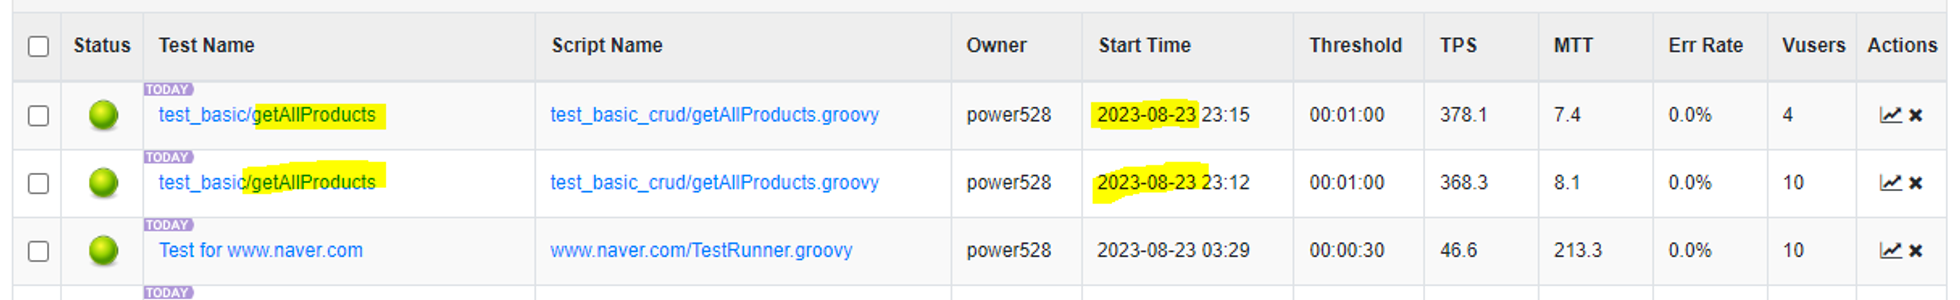 Status Test Name Script Name Owner Start Time Threshold TPS MTT Err Rate Vusers Actions
TODAY
test_basic/getAllProducts test_basic_crud/getAllProducts.groovy power528 2023-08-23 23:15 00:01:00 378.1 7.4 0.0% 4
TODAY
test_basic/getAllProducts test_basic_crud/getAllProducts.groovy power528 2023-08-23 23:12 00:01:00 368.3 8.1 0.0% 10
TODAY
Test for www.naver.com www.naver.com/TestRunner.groovy power528 2023-08-23 03:29 00:00:30 46.6 213.3 0.0% 10
TODAY